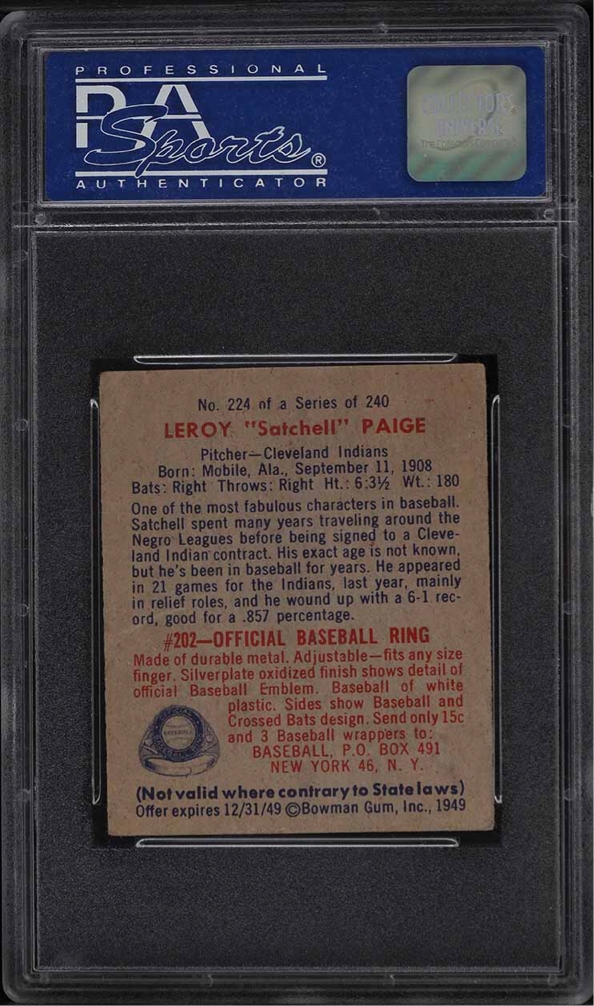 PROFESSIONAL
PSA
Sports®
AUTHENTICATOR
No. 224 of a Series of 240
LEROY "Satchell" PAIGE
Pitcher—Cleveland Indians
Born: Mobile, Ala., September 11, 1908
Bats: Right Throws: Right Ht.: 6:3½ Wt.: 180
One of the most fabulous characters in baseball.
Satchell spent many years traveling around the
Negro Leagues before being signed to a Cleve-
land Indian contract. His exact age is not known,
but he's been in baseball for years. He appeared
in 21 games for the Indians, last year, mainly
in relief roles, and he wound up with a 6-1 rec-
ord, good for a .857 percentage.
#202—OFFICIAL BASEBALL RING
Made of durable metal. Adjustable—fits any size
finger. Silverplate oxidized finish shows detail of
official Baseball Emblem. Baseball of white
plastic. Sides show Baseball and
Crossed Bats design. Send only 15c
and 3 Baseball wrappers to:
BASEBALL, P.O. BOX 491
NEW YORK 46, N. Y.
(Not valid where contrary to State laws)
Offer expires 12/31/49 ©Bowman Gum, Inc., 1949